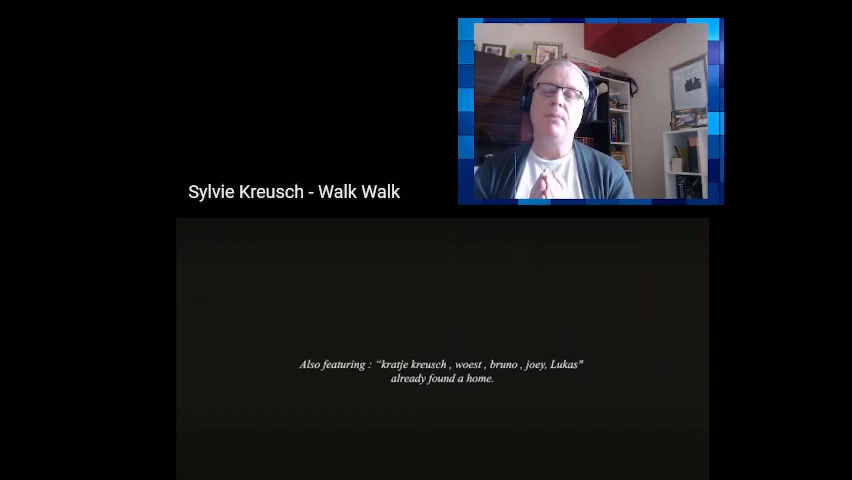 Sylvie Kreusch - Walk Walk
Also featuring : "kratje kreusch , woest , bruno , joey, Lukas"
already found a home.